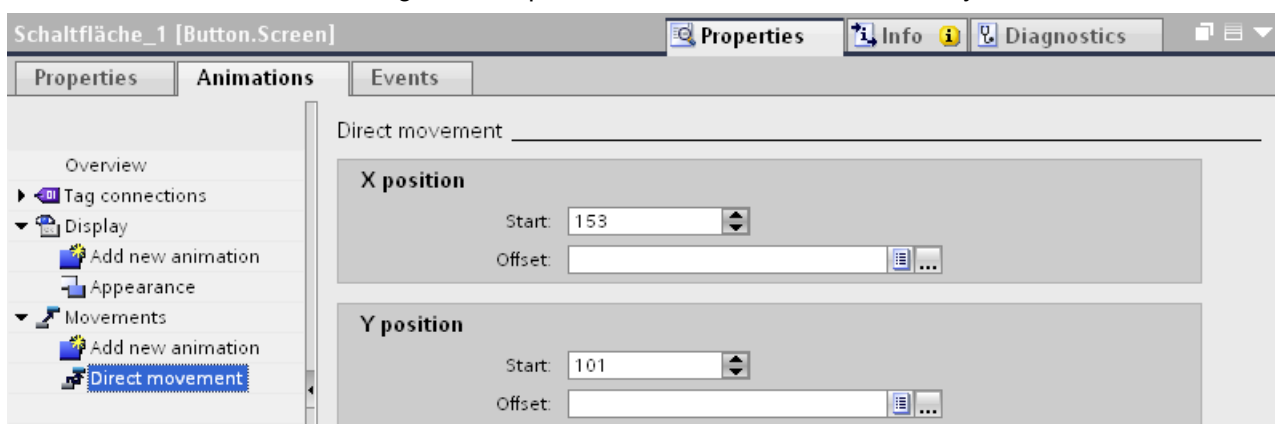 Schaltfläche_1 [Button.Screen]
Properties
Info
Diagnostics
Properties
Animations
Events
Overview
Tag connections
Display
Add new animation
Appearance
Movements
Add new animation
Direct movement
Direct movement
X position
Start: 153
Offset:
...
Y position
Start: 101
Offset:
...